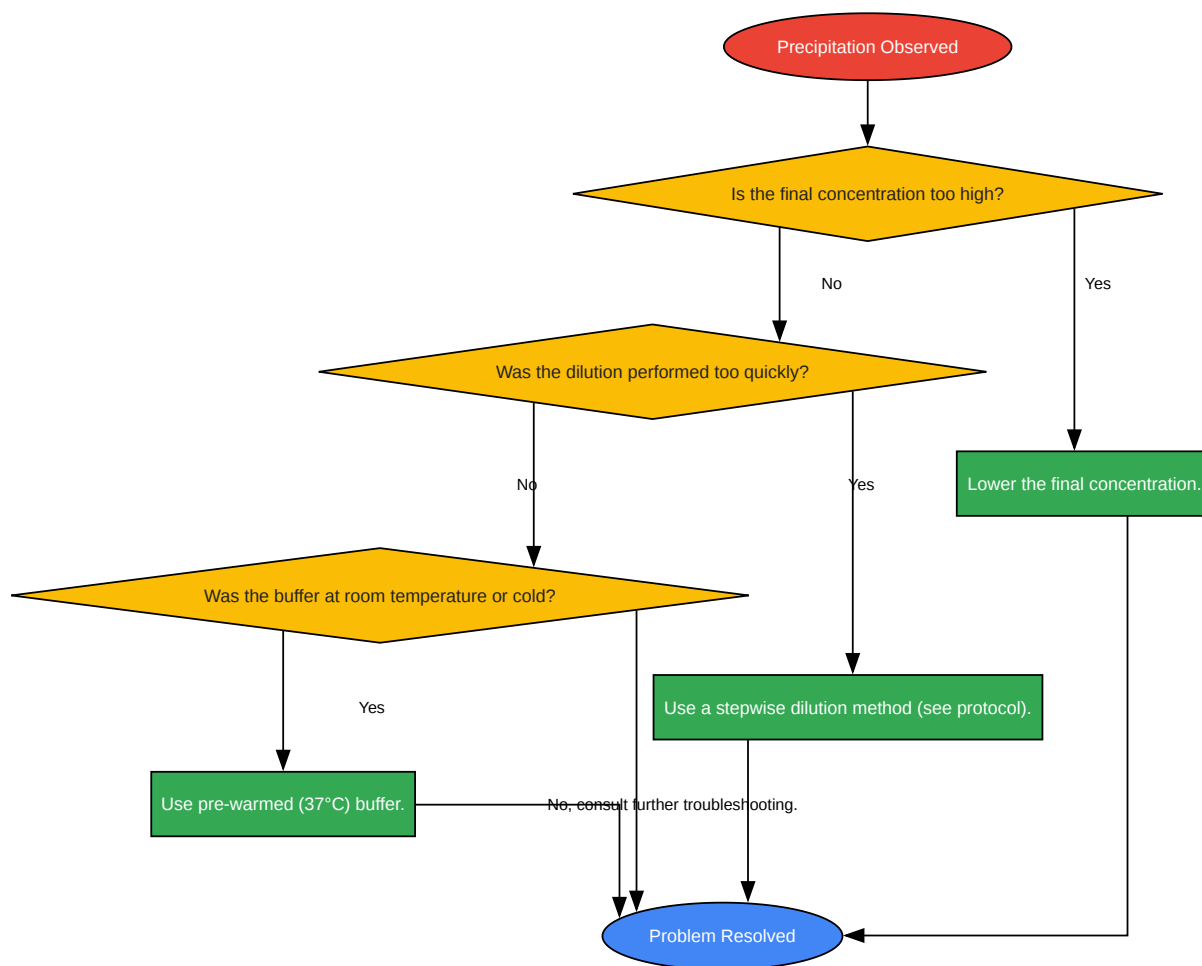 Precipitation Observed
Is the final concentration too high?
No
Yes
Was the dilution performed too quickly?
No
Yes
Lower the final concentration.
Was the buffer at room temperature or cold?
Yes
Use a stepwise dilution method (see protocol).
Use pre-warmed (37°C) buffer.
No, consult further troubleshooting.
Problem Resolved